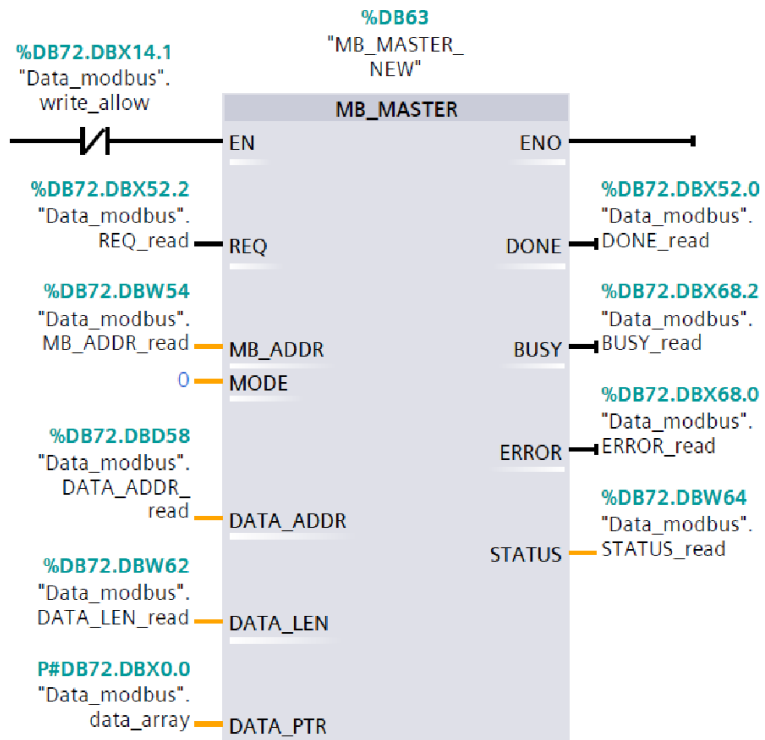 %DB63
"MB_MASTER_
NEW"
%DB72.DBX14.1
"Data_modbus".
write_allow
MB_MASTER
EN
ENO
%DB72.DBX52.2
"Data_modbus".
REQ_read
REQ
%DB72.DBX52.0
"Data_modbus".
DONE_read
DONE
%DB72.DBW54
"Data_modbus".
MB_ADDR_read
MB_ADDR
%DB72.DBX68.2
"Data_modbus".
BUSY_read
BUSY
0
MODE
%DB72.DBX68.0
"Data_modbus".
ERROR_read
ERROR
%DB72.DBD58
"Data_modbus".
DATA_ADDR_
read
DATA_ADDR
%DB72.DBW64
"Data_modbus".
STATUS_read
STATUS
%DB72.DBW62
"Data_modbus".
DATA_LEN_read
DATA_LEN
P#DB72.DBX0.0
"Data_modbus".
data_array
DATA_PTR